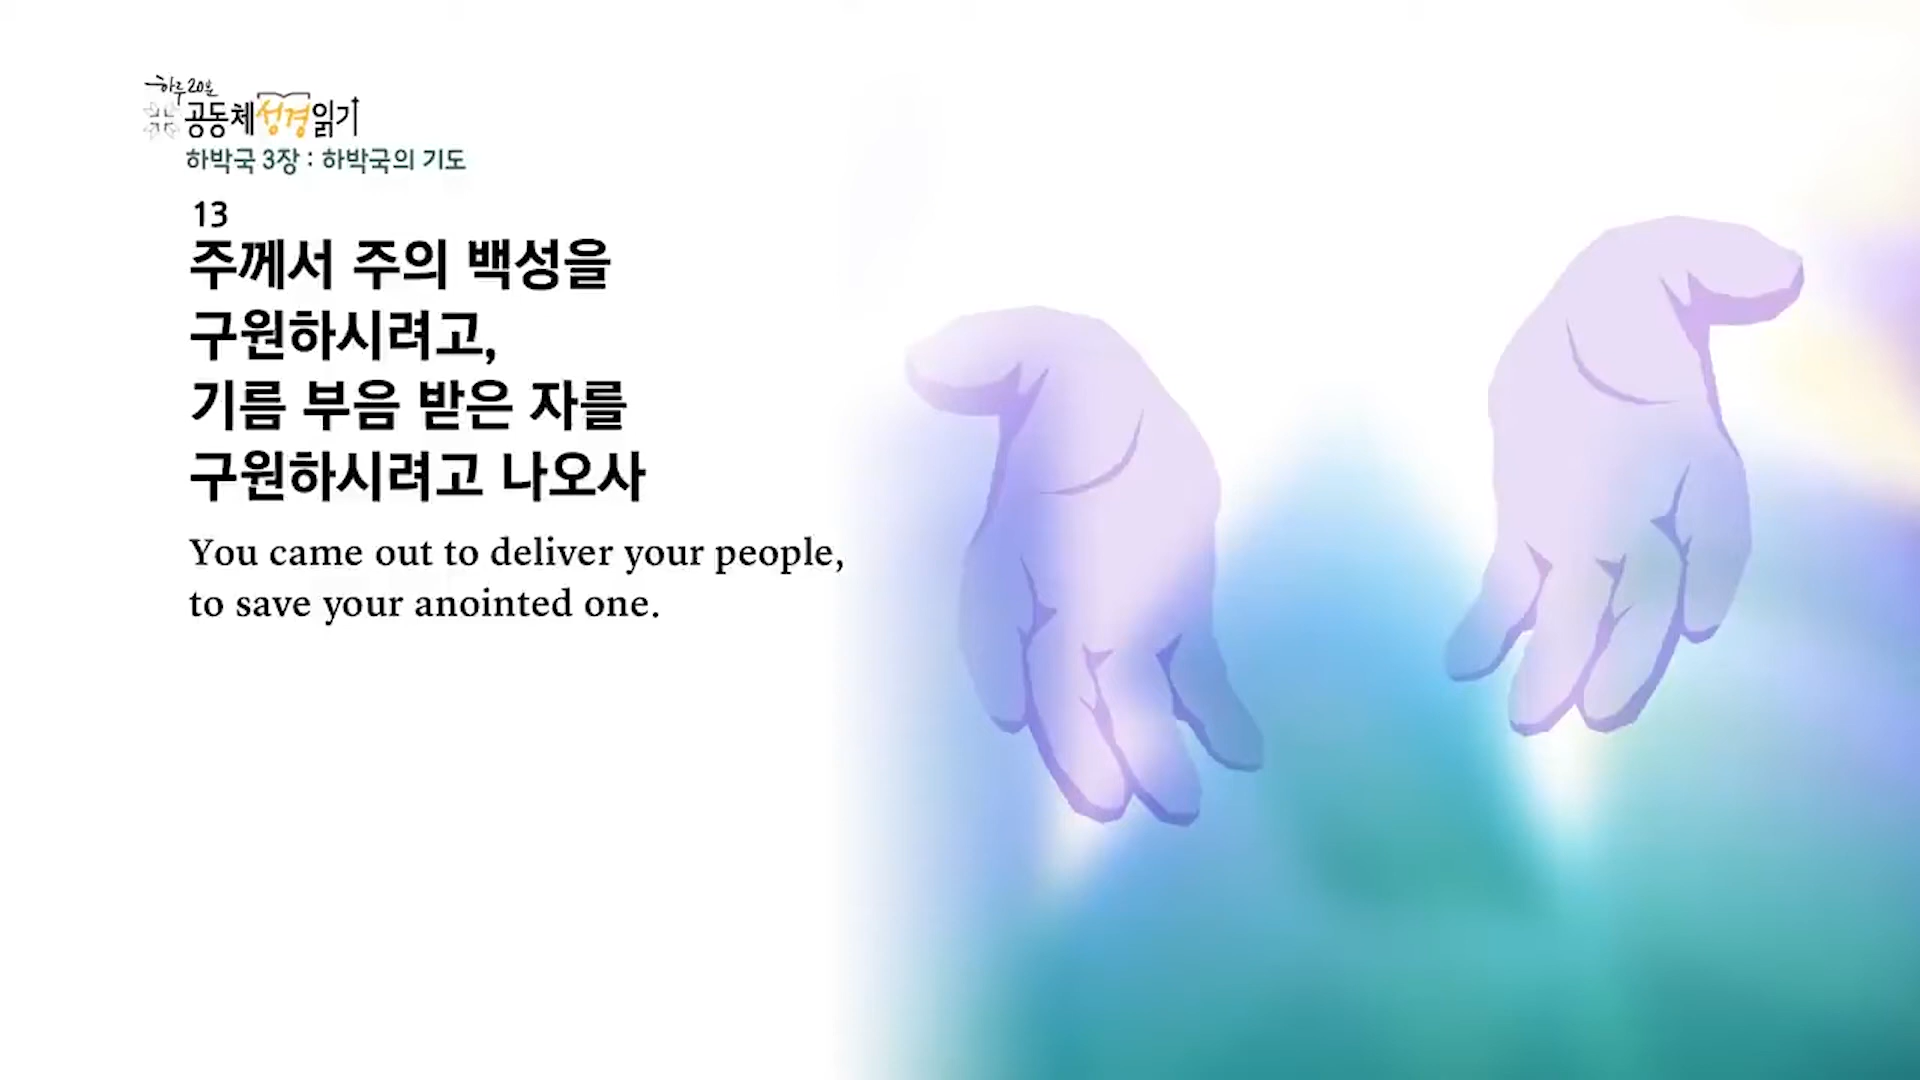 하루 20분
공동체성경읽기
하박국 3장 : 하박국의 기도
13
주께서 주의 백성을
구원하시려고,
기름 부음 받은 자를
구원하시려고 나오사
You came out to deliver your people,
to save your anointed one.